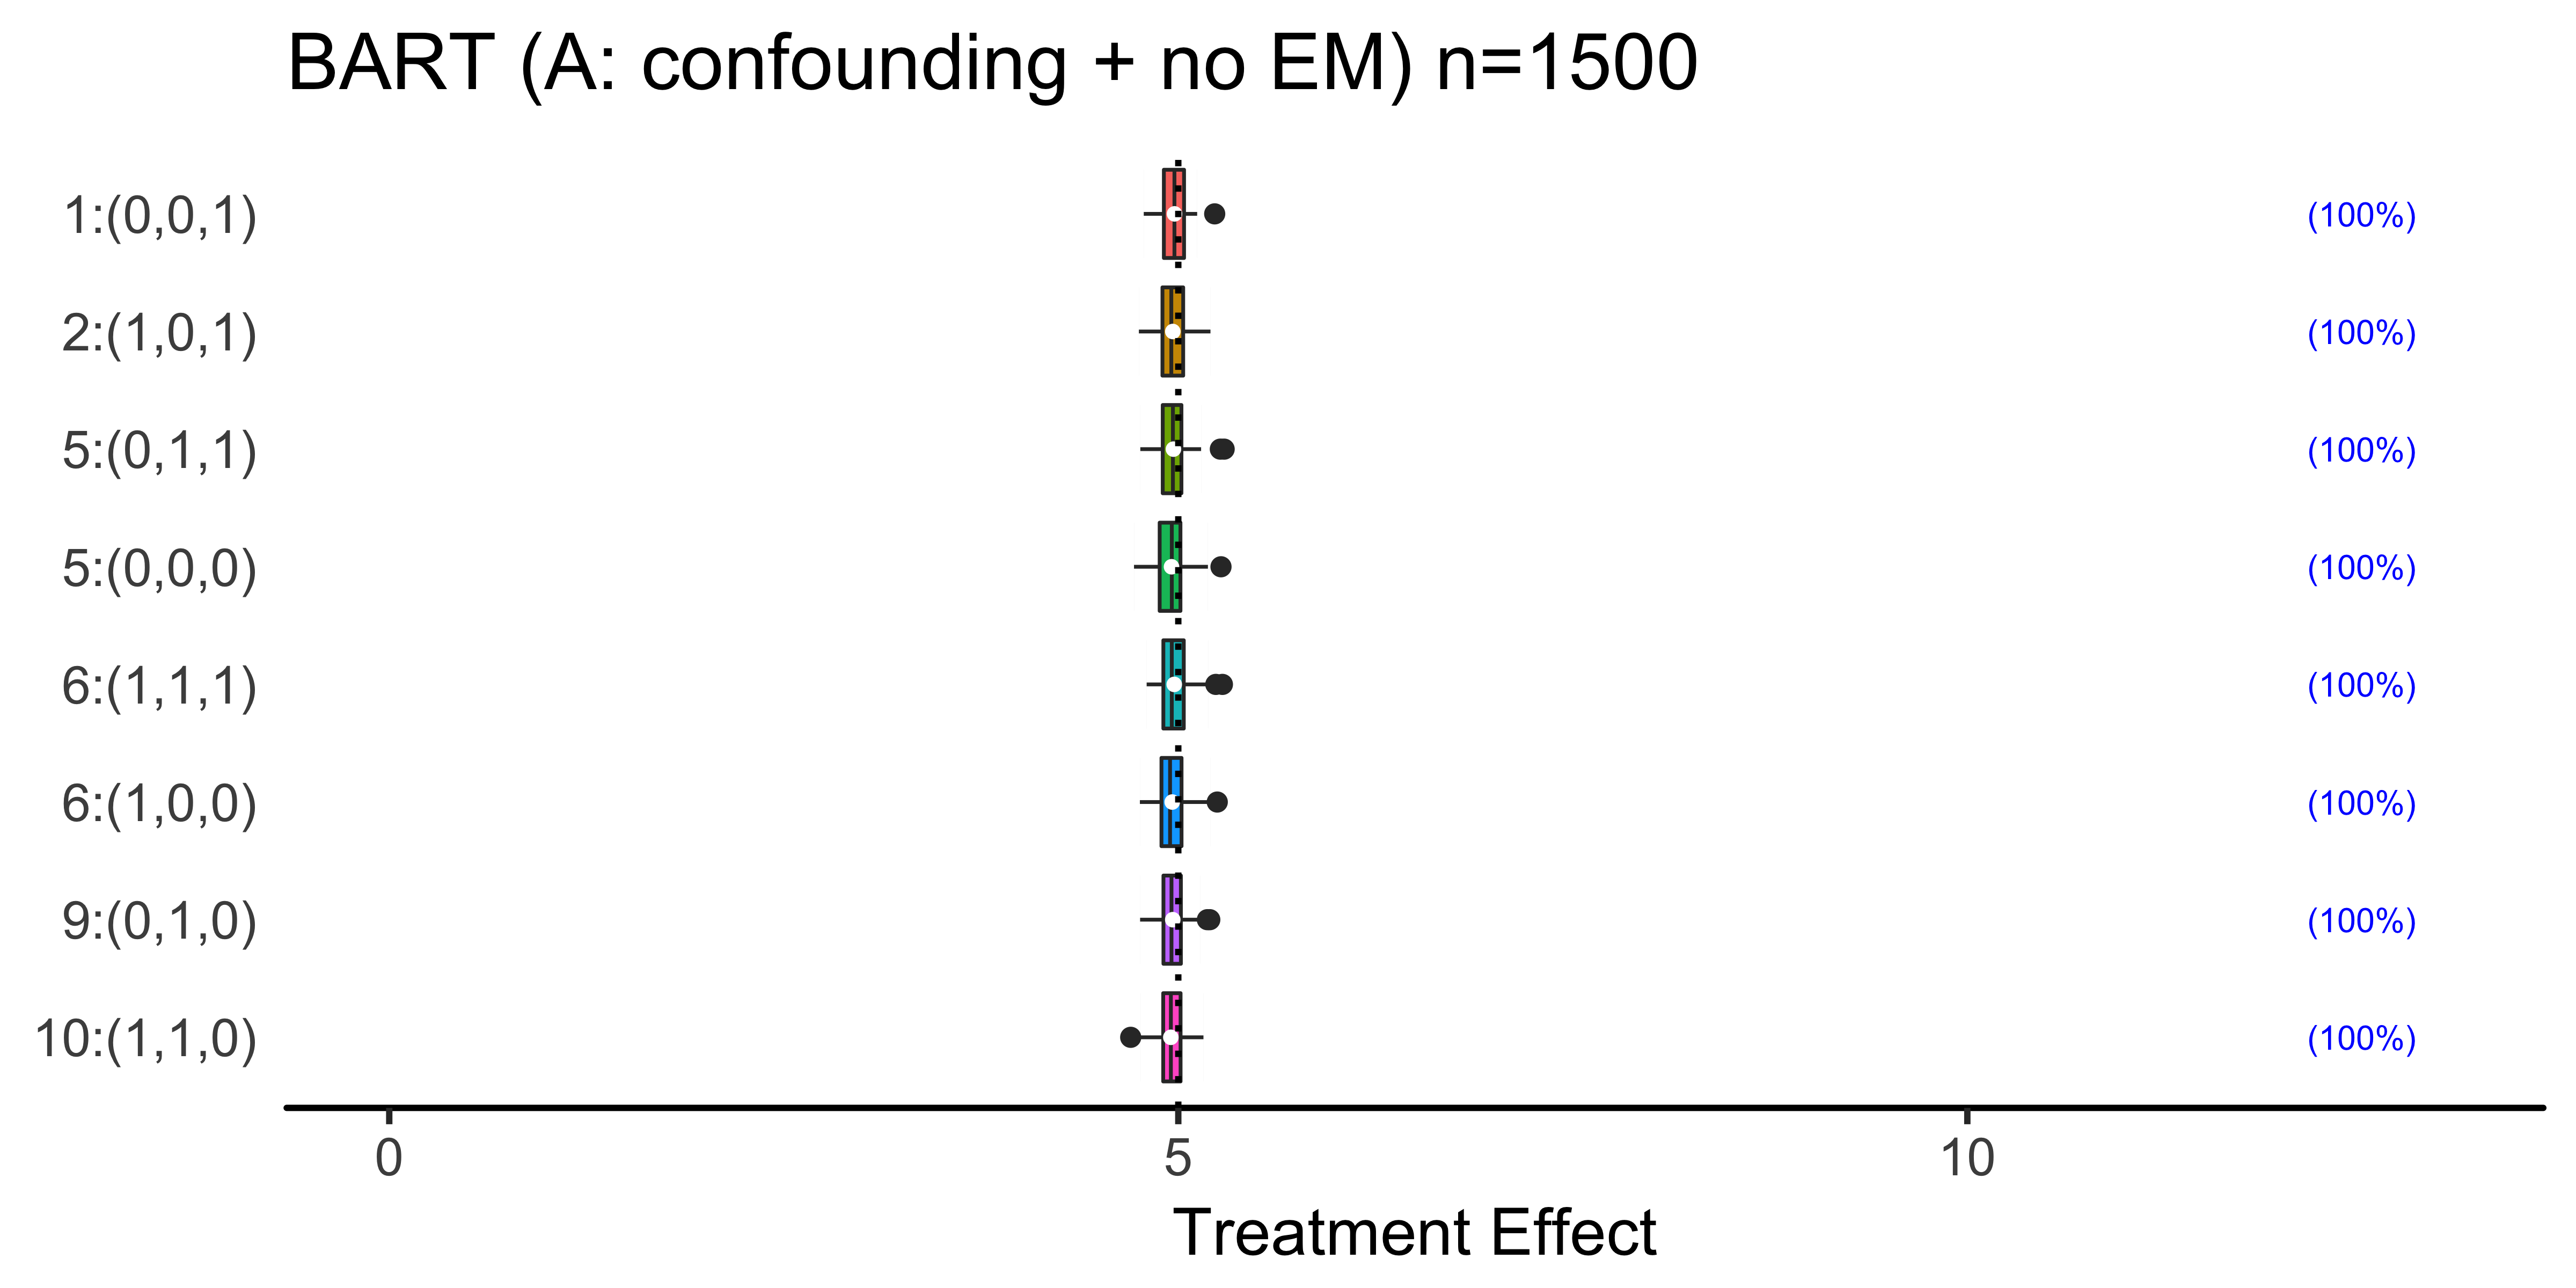 BART (A: confounding + no EM) n=1500
1:(0,0,1) (100%)
2:(1,0,1) (100%)
5:(0,1,1) (100%)
5:(0,0,0) (100%)
6:(1,1,1) (100%)
6:(1,0,0) (100%)
9:(0,1,0) (100%)
10:(1,1,0) (100%)
0 5 10
Treatment Effect